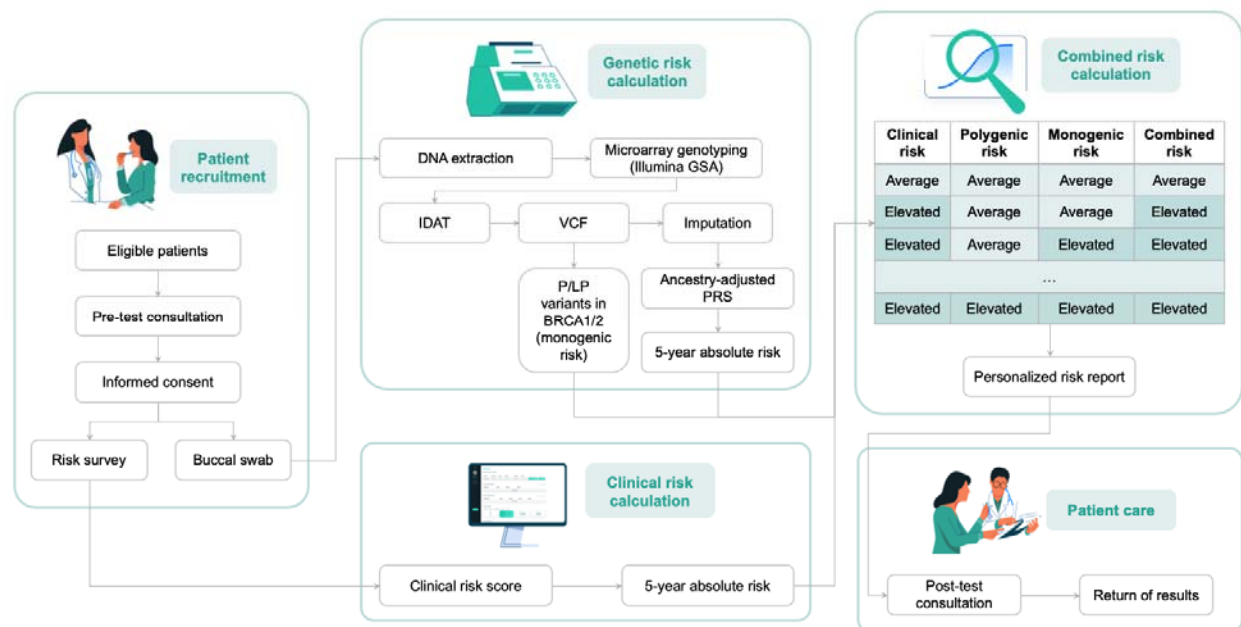 Patient
recruitment
Eligible patients
Pre-test consultation
Informed consent
Risk survey
Buccal swab
Genetic risk
calculation
DNA extraction
Microarray genotyping
(Illumina GSA)
IDAT
VCF
Imputation
P/LP
variants in
BRCA1/2
(monogenic
risk)
Ancestry-adjusted
PRS
5-year absolute risk
Clinical risk
calculation
Clinical risk score
5-year absolute risk
Combined risk
calculation
Clinical risk Polygenic risk Monogenic risk Combined risk
Average Average Average Average
Elevated Average Average Elevated
Elevated Average Elevated Elevated
...
Elevated Elevated Elevated Elevated
Personalized risk report
Patient care
Post-test
consultation
Return of results